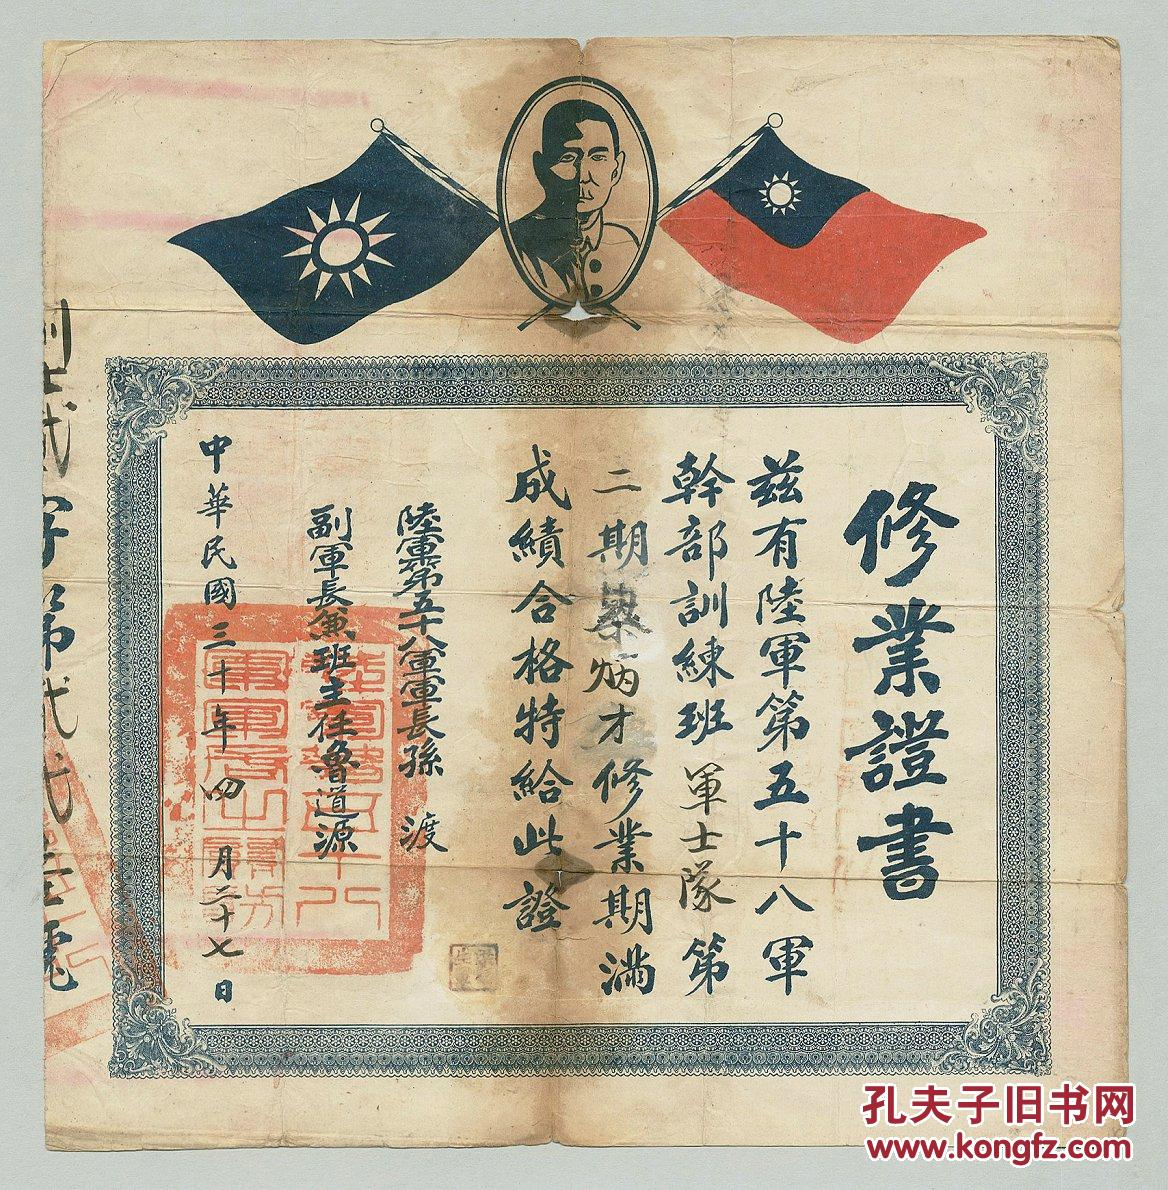 修業證書
茲有陸軍第五十八軍
幹部訓練班軍士隊第
二期 炳才修業期滿
成績合格特給此證
陸軍第五十八軍軍長孫 渡
副軍長兼班主任魯道源
中華民國三十年四月二十七日
字第
孔夫子旧书网
www.kongfz.com